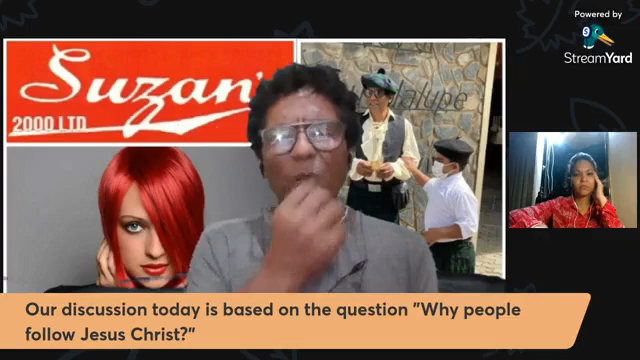 Powered by
StreamYard
Suzan's
2000 LTD
dalupe
Our discussion today is based on the question "Why people
follow Jesus Christ?"